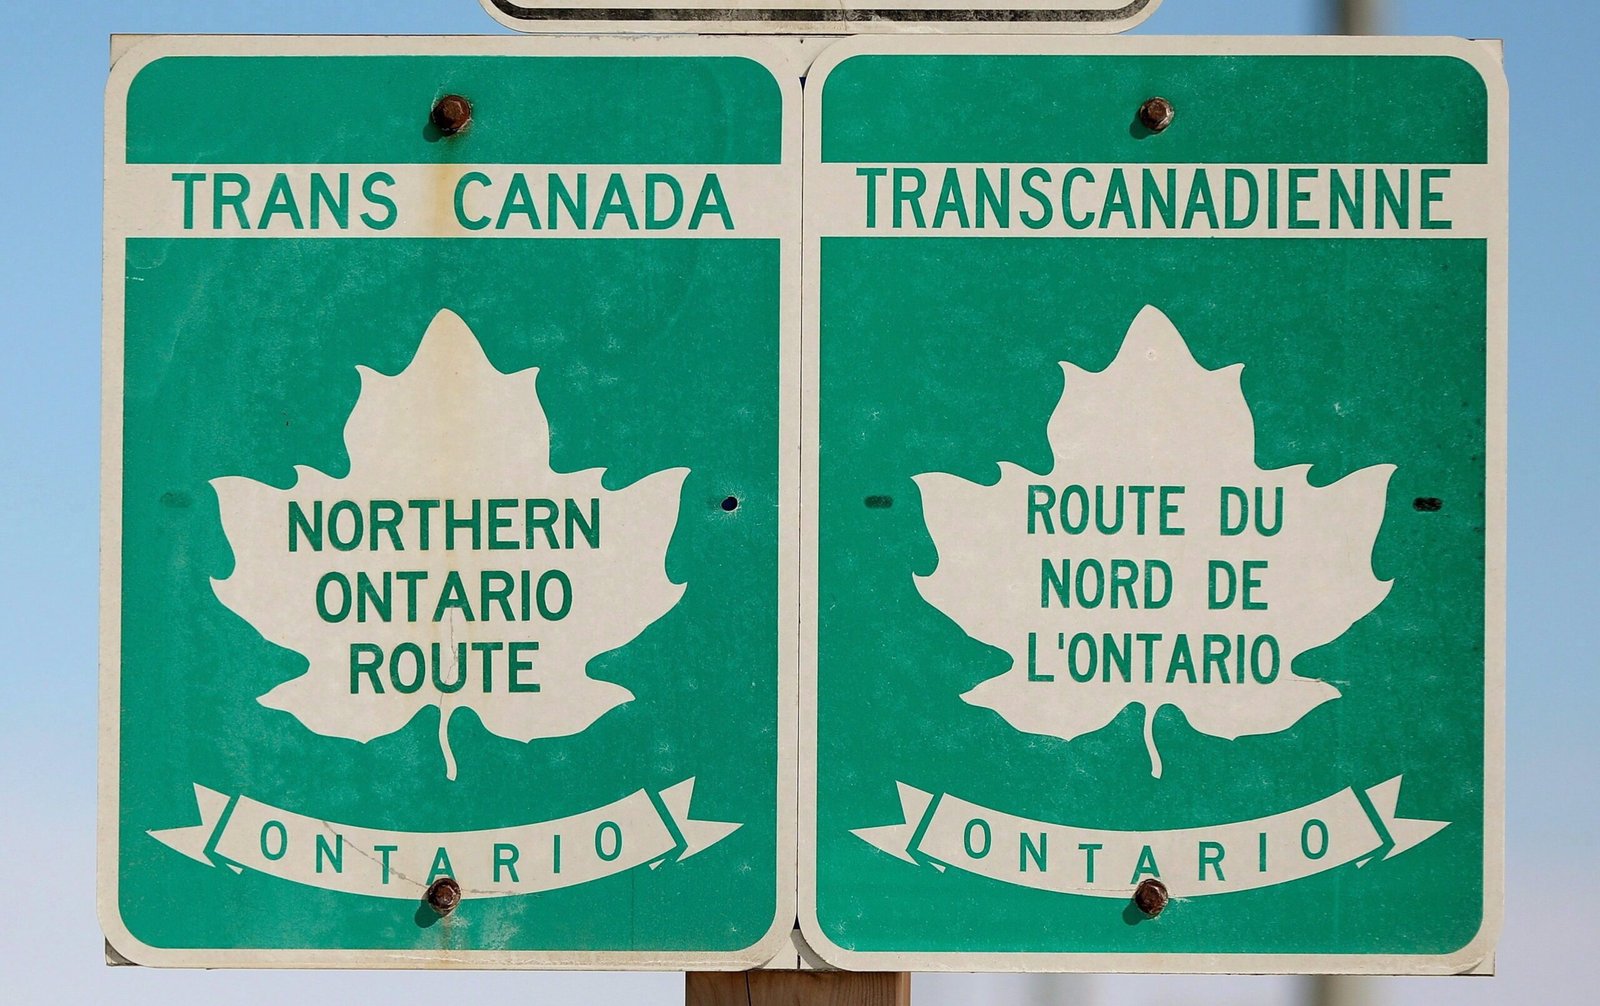 TRANS CANADA
NORTHERN
ONTARIO
ROUTE
ONTARIO
TRANSCANADIENNE
ROUTE DU
NORD DE
L'ONTARIO
ONTARIO